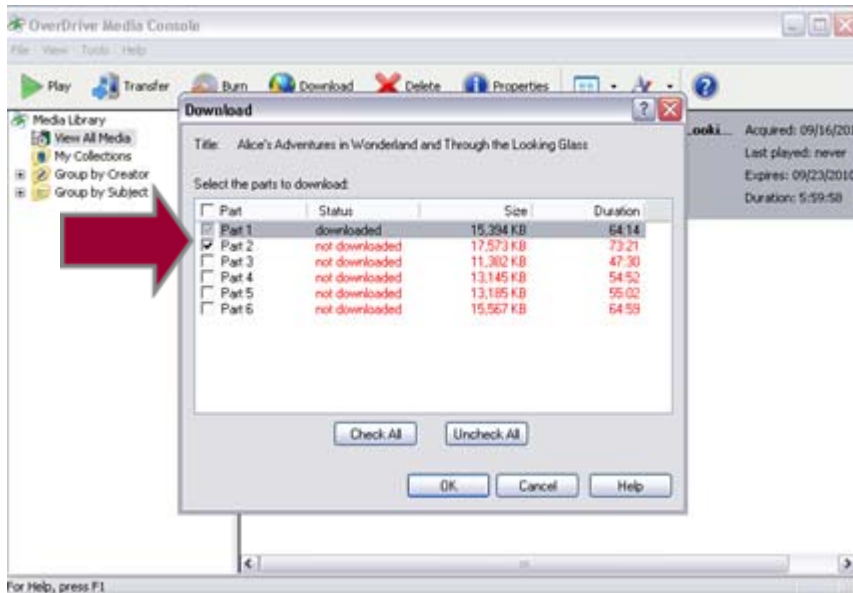 OverDrive Media Console
File View Tools Help
Play Transfer Burn Download Delete Properties
Media Library
View All Media
My Collections
Group by Creator
Group by Subject
Download
Title: Alice's Adventures in Wonderland and Through the Looking Glass
Select the parts to download:
Part Status Size Duration
Part 1 downloaded 15,394 KB 64:14
Part 2 not downloaded 17,573 KB 73:21
Part 3 not downloaded 11,382 KB 47:30
Part 4 not downloaded 13,145 KB 54:52
Part 5 not downloaded 13,185 KB 55:02
Part 6 not downloaded 15,567 KB 64:59
Check All Uncheck All
OK Cancel Help
.ooki...
Acquired: 09/16/201
Last played: never
Expires: 09/23/2010
Duration: 5:59:58
For Help, press F1